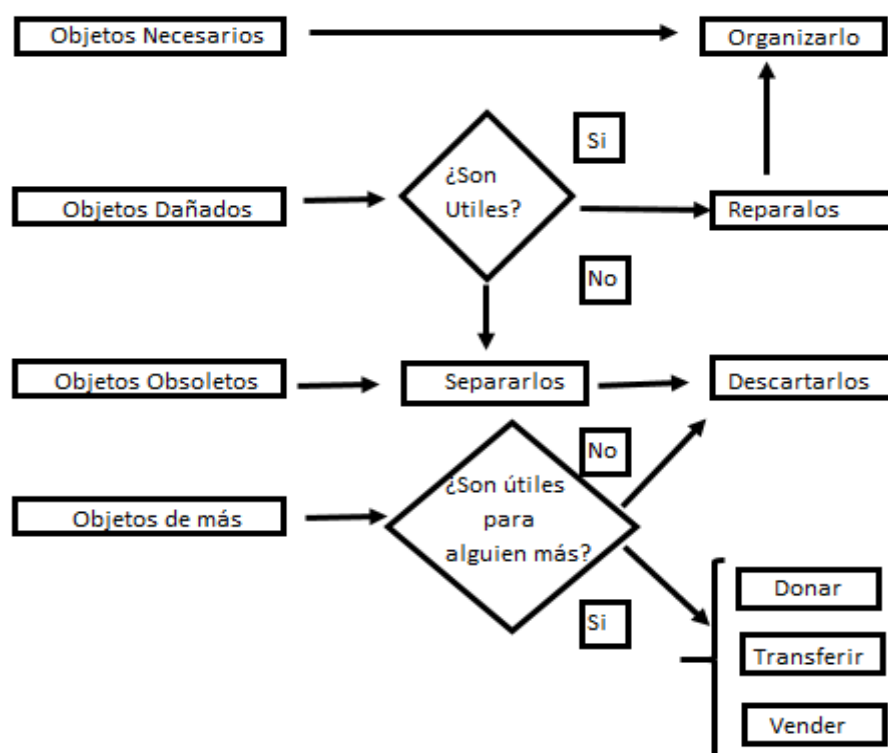 Objetos Necesarios
Organizarlo
Si
¿Son
Utiles?
Objetos Dañados
Reparalos
No
Objetos Obsoletos
Separarlos
Descartarlos
No
¿Son útiles
para
alguien más?
Objetos de más
Si
Donar
Transferir
Vender